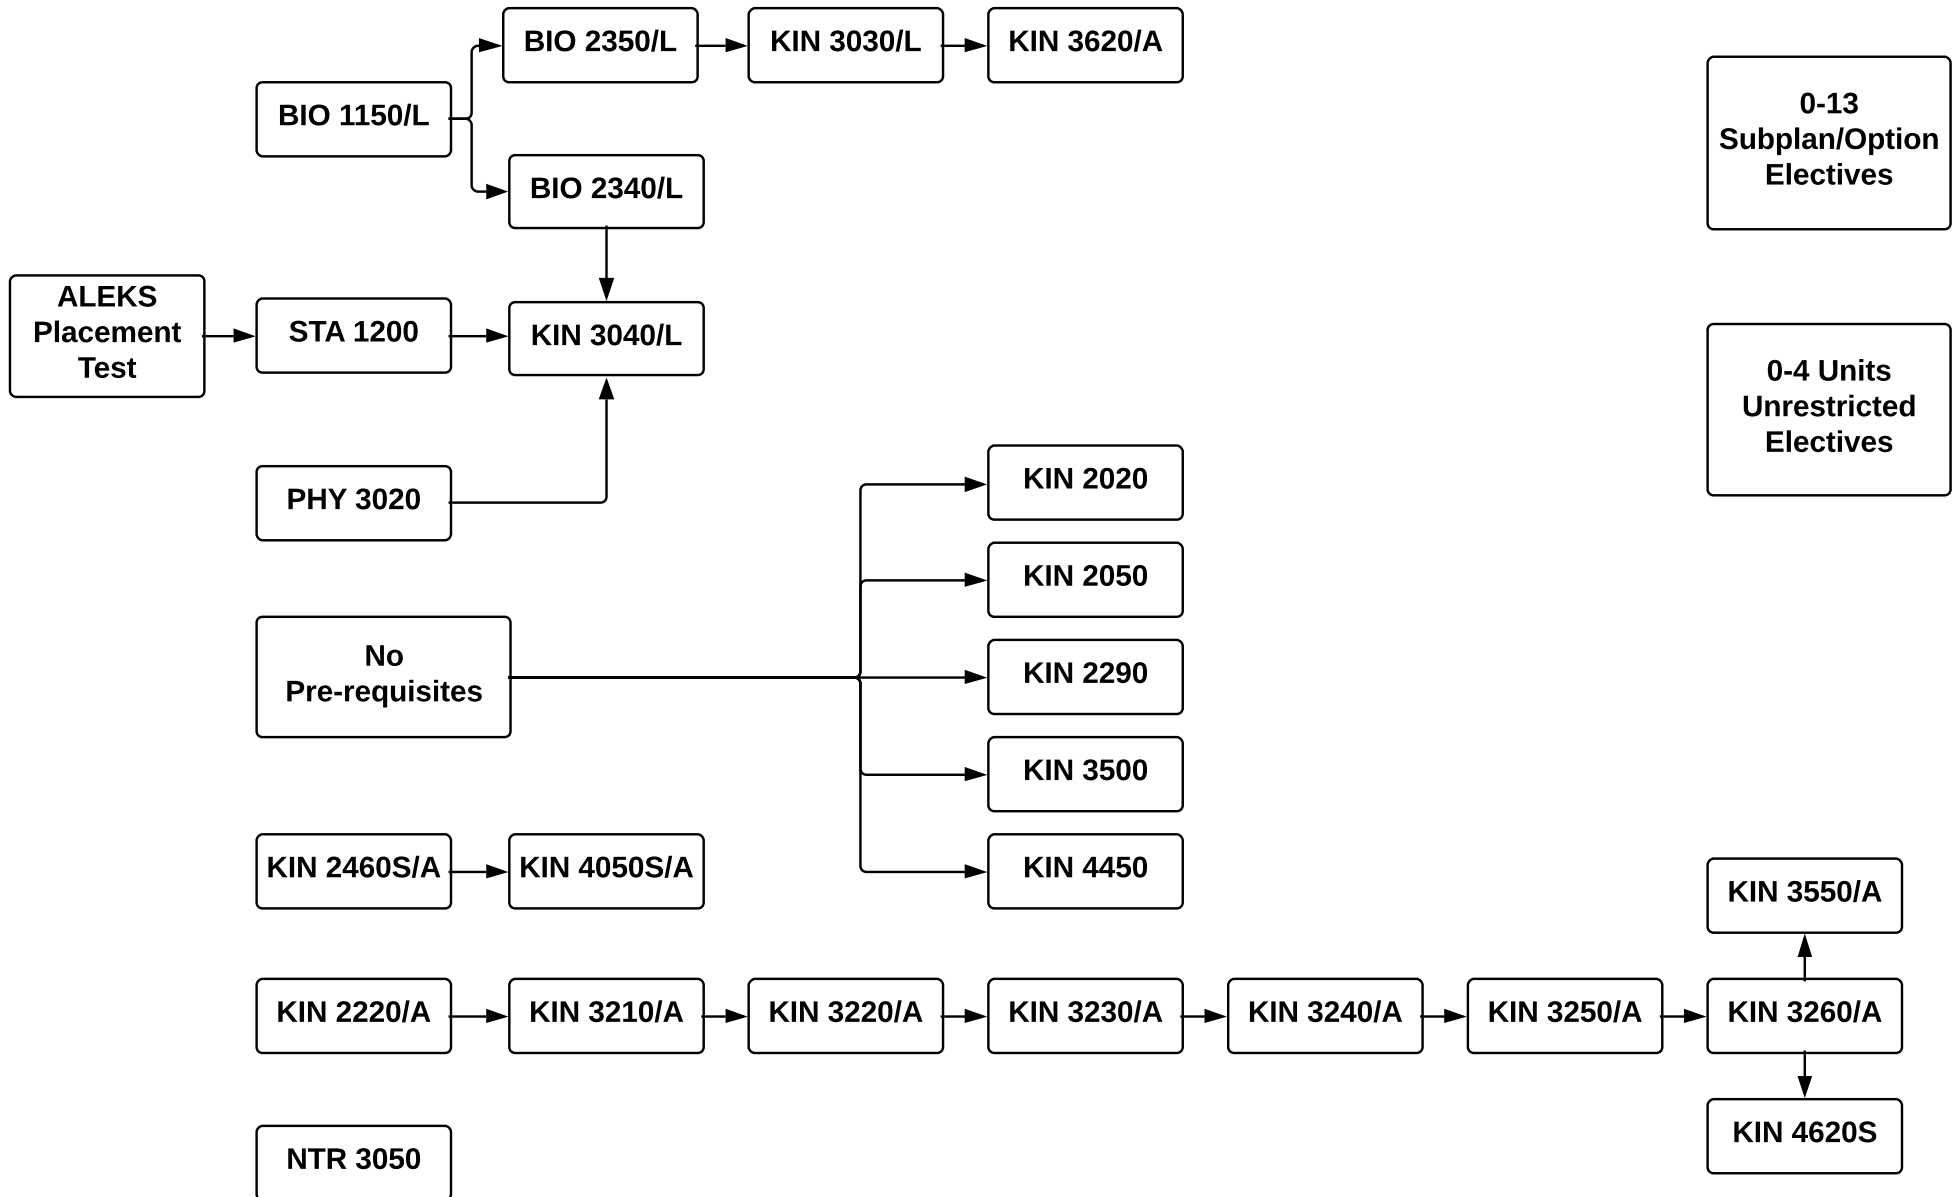 BIO 2350/L
KIN 3030/L
KIN 3620/A
BIO 1150/L
0-13
Subplan/Option
Electives
BIO 2340/L
ALEKS
Placement
Test
STA 1200
KIN 3040/L
0-4 Units
Unrestricted
Electives
PHY 3020
KIN 2020
KIN 2050
No
Pre-requisites
KIN 2290
KIN 3500
KIN 2460S/A
KIN 4050S/A
KIN 4450
KIN 3550/A
KIN 2220/A
KIN 3210/A
KIN 3220/A
KIN 3230/A
KIN 3240/A
KIN 3250/A
KIN 3260/A
NTR 3050
KIN 4620S